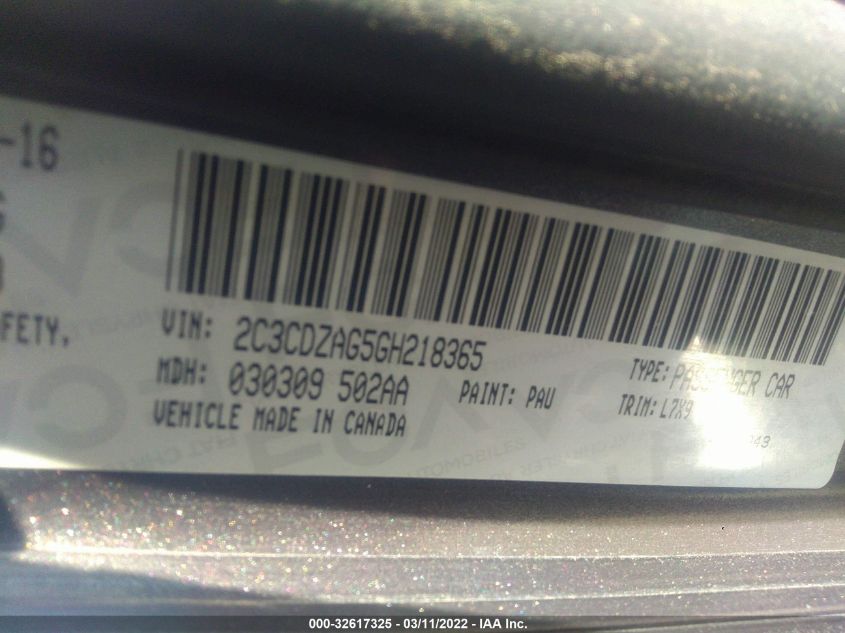 -16
EFETY.
VIN: 2C3CDZAG5GH218365
TYPE: PASSENGER CAR
MDH: 030309 502AA
PAINT: PAU
TRIM: L7X9
VEHICLE MADE IN CANADA
000-32617325 - 03/11/2022 - IAA Inc.